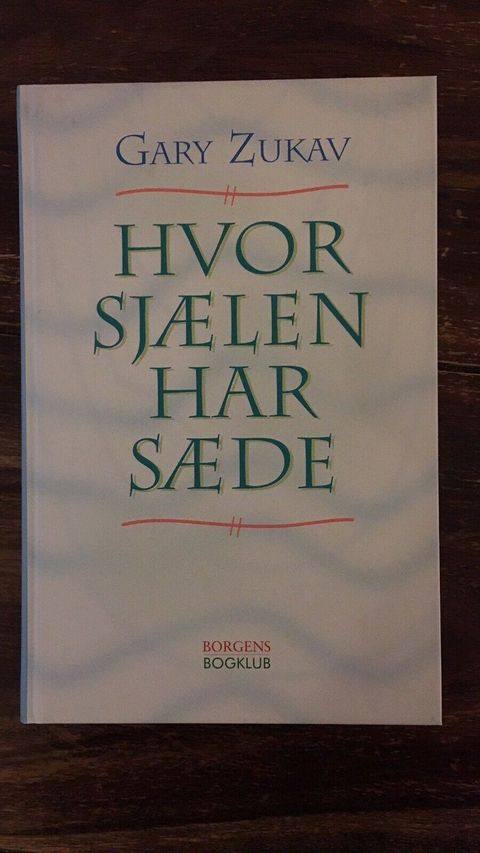 GARY ZUKAV
HVOR
SJÆLEN
HAR
SÆDE
BORGENS
BOGKLUB